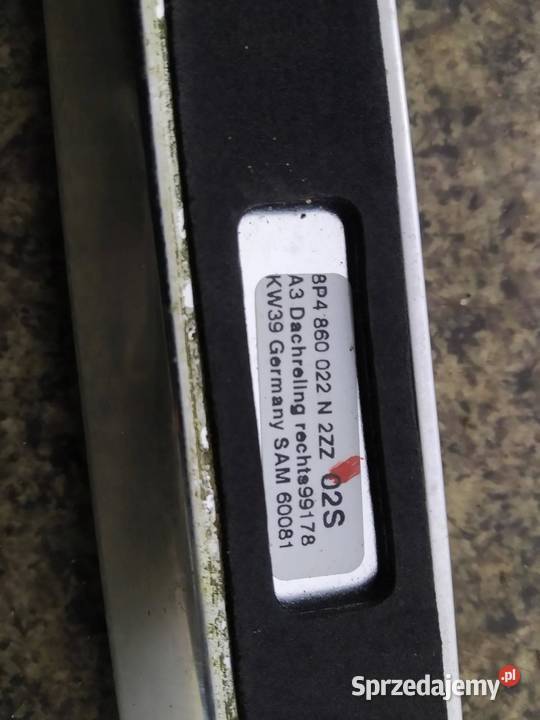 8P4 860 022 N 2ZZ 02S
A3 Dachreling rechts99178
KW39 Germany SAM 60081
Sprzedajemy.pl